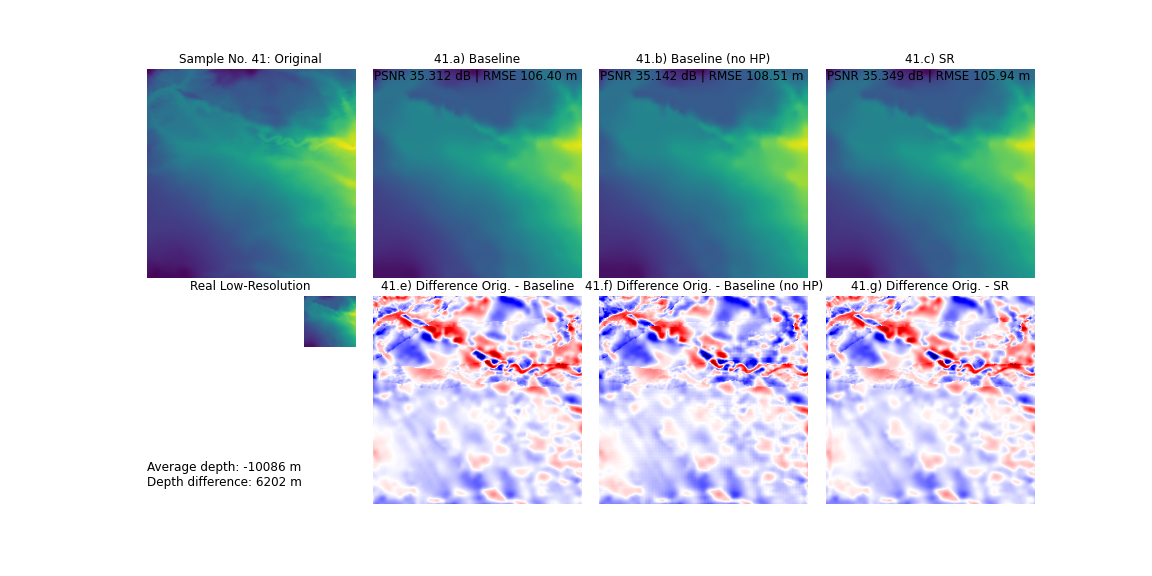 Sample No. 41: Original
41.a) Baseline
41.b) Baseline (no HP)
41.c) SR
PSNR 35.312 dB | RMSE 106.40 m
PSNR 35.142 dB | RMSE 108.51 m
PSNR 35.349 dB | RMSE 105.94 m
Real Low-Resolution
41.e) Difference Orig. - Baseline
41.f) Difference Orig. - Baseline (no HP)
41.g) Difference Orig. - SR
Average depth: -10086 m
Depth difference: 6202 m